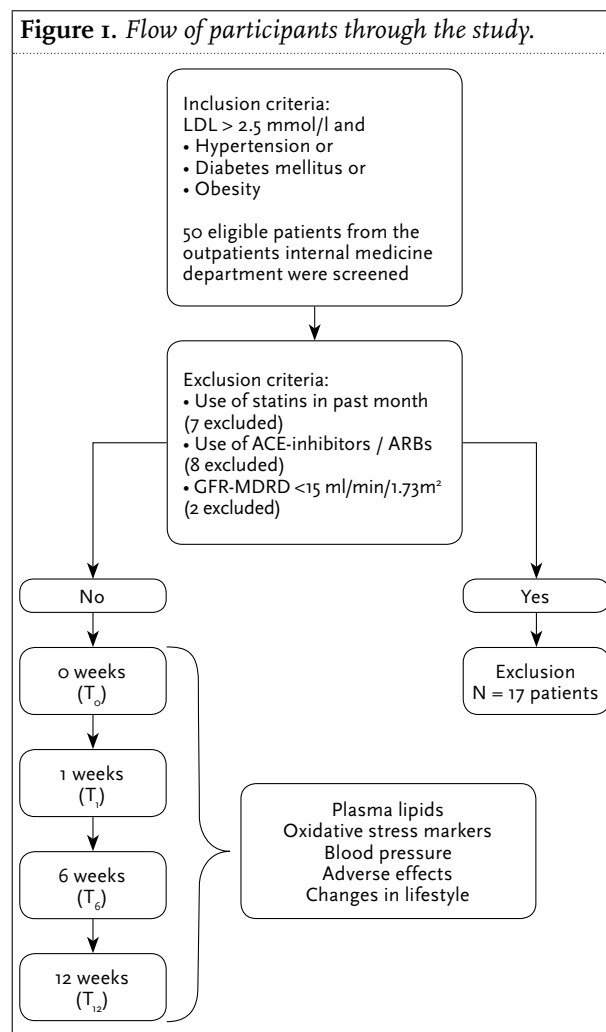 Figure 1. Flow of participants through the study.
Inclusion criteria:
LDL > 2.5 mmol/l and
• Hypertension or
• Diabetes mellitus or
• Obesity
50 eligible patients from the
outpatients internal medicine
department were screened
Exclusion criteria:
• Use of statins in past month
(7 excluded)
• Use of ACE-inhibitors / ARBs
(8 excluded)
• GFR-MDRD <15 ml/min/1.73m²
(2 excluded)
No
Yes
0 weeks
(T₀)
Exclusion
N = 17 patients
1 weeks
(T₁)
6 weeks
(T₆)
12 weeks
(T₁₂)
Plasma lipids
Oxidative stress markers
Blood pressure
Adverse effects
Changes in lifestyle